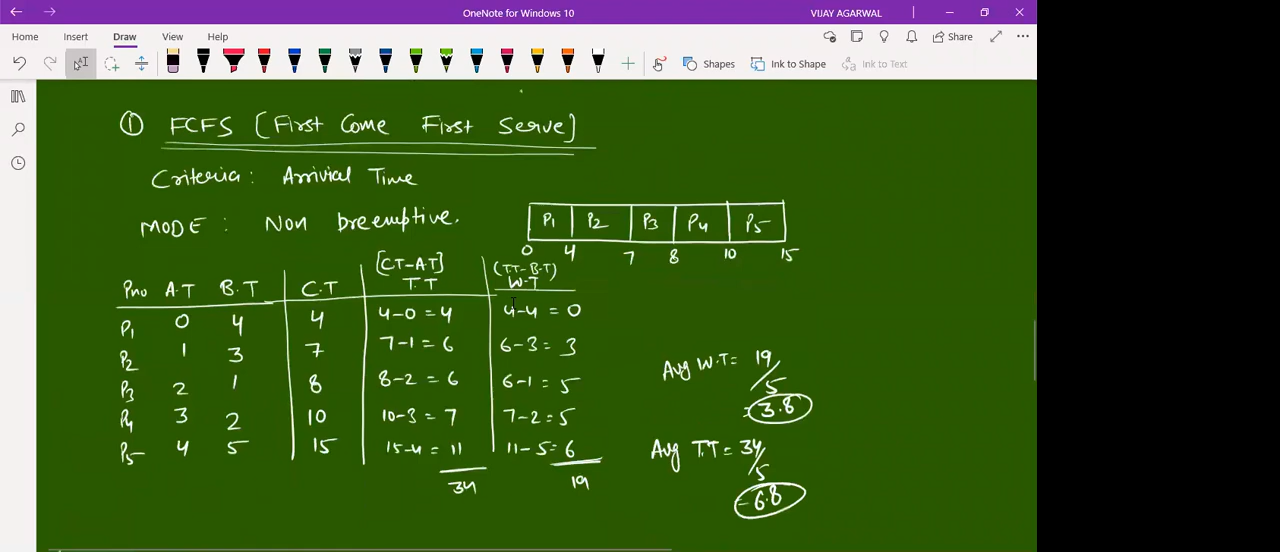 OneNote for Windows 10
VIJAY AGARWAL
Home Insert Draw View Help
Share
Shapes Ink to Shape Ink to Text
① FCFS [First Come First Serve]
Criteria: Arrivial Time
MODE: Non preemptive.
P1 P2 P3 P4 P5
0 4 7 8 10 15
[CT-AT] (T.T-B.T)
Pno A.T B.T C.T T.T W.T
P1 0 4 4 4-0=4 4-4=0
P2 1 3 7 7-1=6 6-3=3
P3 2 1 8 8-2=6 6-1=5
P4 3 2 10 10-3=7 7-2=5
P5 4 5 15 15-4=11 11-5=6
34 19
Avg W.T= 19/5
=3.8
Avg T.T=34/5
=6.8